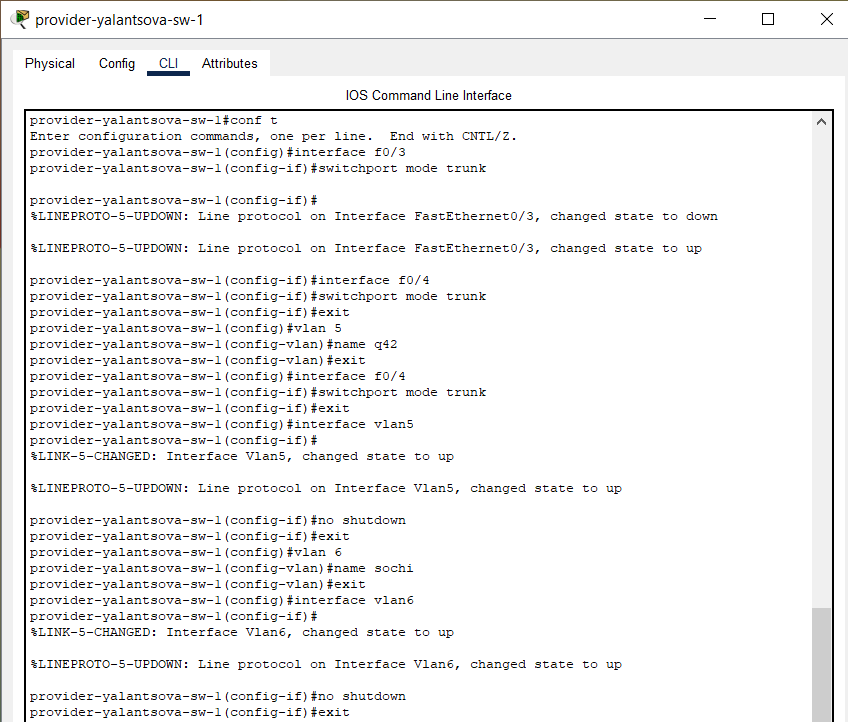 provider-yalantsova-sw-1
Physical Config CLI Attributes
IOS Command Line Interface
provider-yalantsova-sw-1#conf t
Enter configuration commands, one per line. End with CNTL/Z.
provider-yalantsova-sw-1(config)#interface f0/3
provider-yalantsova-sw-1(config-if)#switchport mode trunk
provider-yalantsova-sw-1(config-if)#
%LINEPROTO-5-UPDOWN: Line protocol on Interface FastEthernet0/3, changed state to down
%LINEPROTO-5-UPDOWN: Line protocol on Interface FastEthernet0/3, changed state to up
provider-yalantsova-sw-1(config-if)#interface f0/4
provider-yalantsova-sw-1(config-if)#switchport mode trunk
provider-yalantsova-sw-1(config-if)#exit
provider-yalantsova-sw-1(config)#vlan 5
provider-yalantsova-sw-1(config-vlan)#name q42
provider-yalantsova-sw-1(config-vlan)#exit
provider-yalantsova-sw-1(config)#interface f0/4
provider-yalantsova-sw-1(config-if)#switchport mode trunk
provider-yalantsova-sw-1(config-if)#exit
provider-yalantsova-sw-1(config)#interface vlan5
provider-yalantsova-sw-1(config-if)#
%LINK-5-CHANGED: Interface Vlan5, changed state to up
%LINEPROTO-5-UPDOWN: Line protocol on Interface Vlan5, changed state to up
provider-yalantsova-sw-1(config-if)#no shutdown
provider-yalantsova-sw-1(config-if)#exit
provider-yalantsova-sw-1(config)#vlan 6
provider-yalantsova-sw-1(config-vlan)#name sochi
provider-yalantsova-sw-1(config-vlan)#exit
provider-yalantsova-sw-1(config)#interface vlan6
provider-yalantsova-sw-1(config-if)#
%LINK-5-CHANGED: Interface Vlan6, changed state to up
%LINEPROTO-5-UPDOWN: Line protocol on Interface Vlan6, changed state to up
provider-yalantsova-sw-1(config-if)#no shutdown
provider-yalantsova-sw-1(config-if)#exit